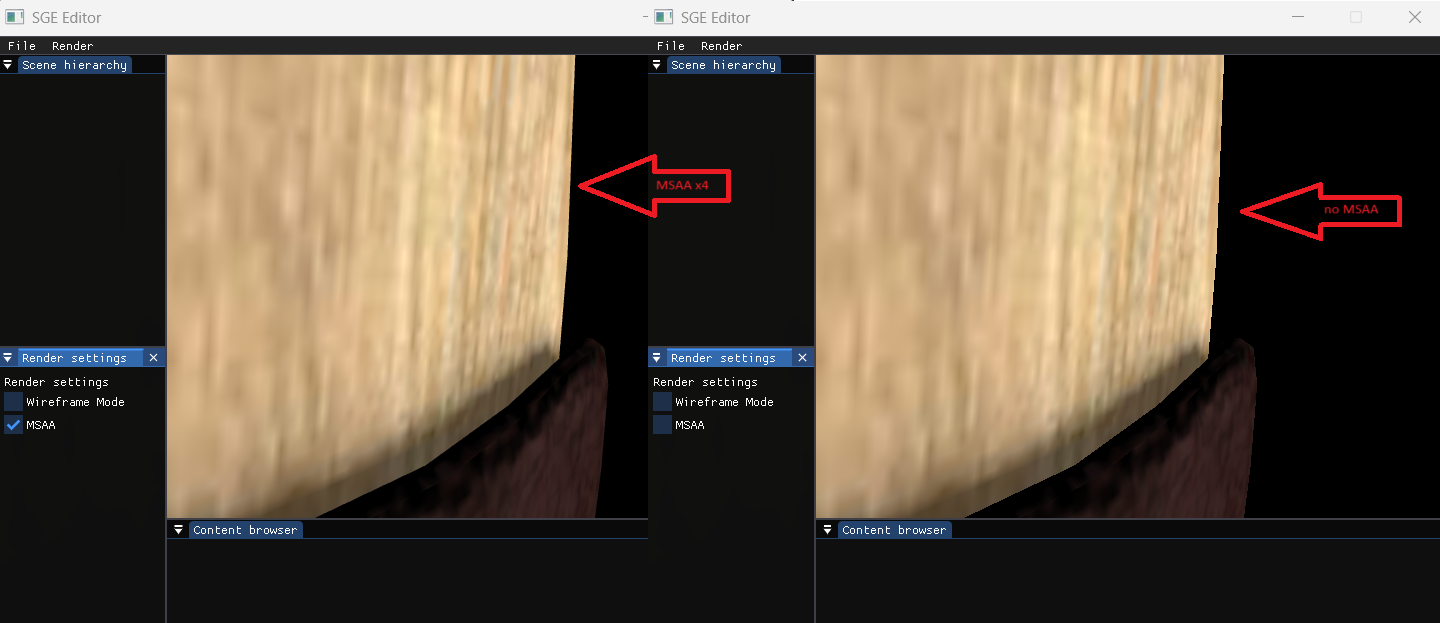 SGE Editor
File Render
Scene hierarchy
MSAA x4
Render settings
Render settings
Wireframe Mode
MSAA
Content browser
SGE Editor
File Render
Scene hierarchy
no MSAA
Render settings
Render settings
Wireframe Mode
MSAA
Content browser